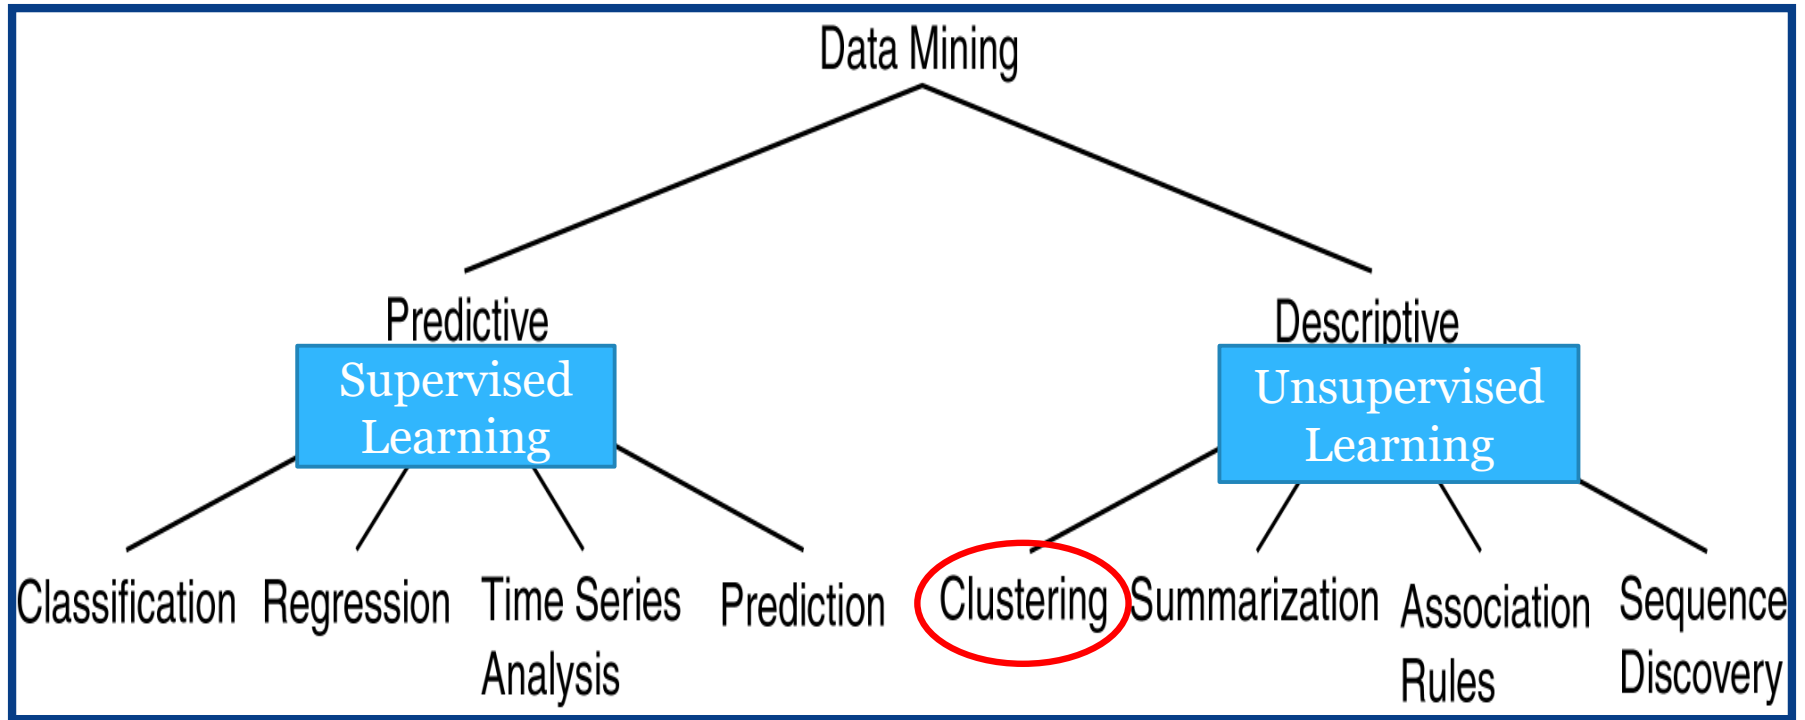 Data Mining
Predictive
Descriptive
Supervised
Learning
Unsupervised
Learning
Classification
Regression
Time Series
Analysis
Prediction
Clustering
Summarization
Association
Rules
Sequence
Discovery